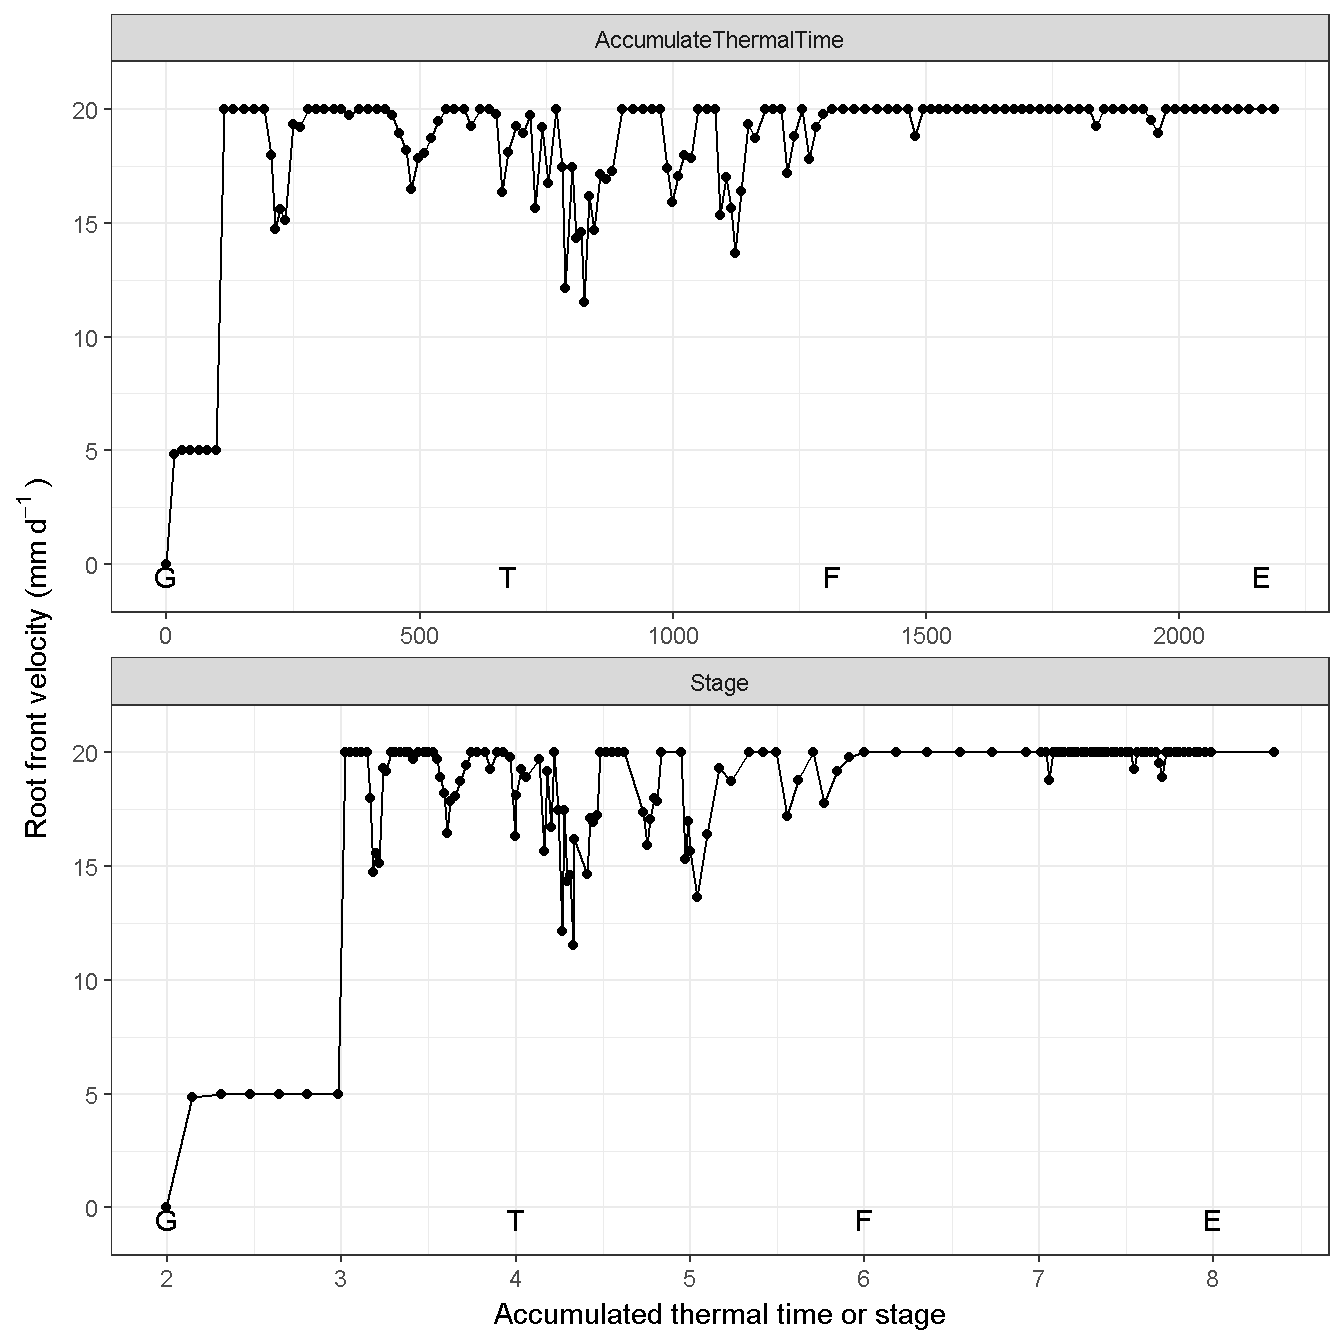 AccumulateThermalTime
20
15
10
5
0
G T F E
0 500 1000 1500 2000
Root front velocity (mm d⁻¹)
Stage
20
15
10
5
0
G T F E
2 3 4 5 6 7 8
Accumulated thermal time or stage